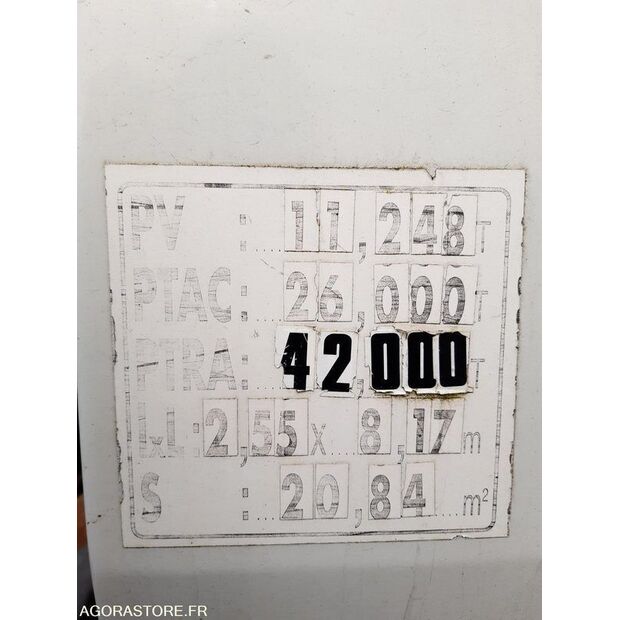 PV : 11,248 T
PTAC : 26,000 T
PTRA : 42,000 T
lxL : 2,55 x 8,17 m
S : 20,84 m²
AGORASTORE.FR